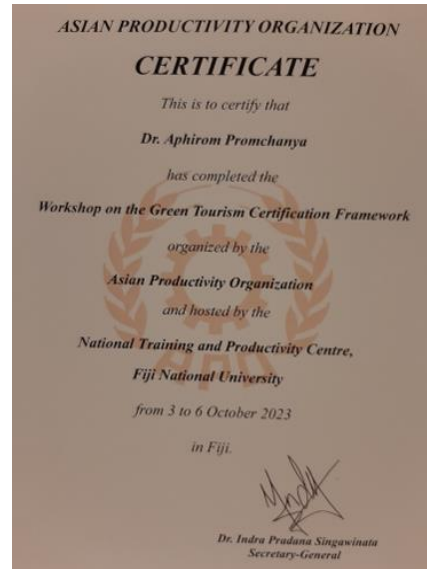 ASIAN PRODUCTIVITY ORGANIZATION
CERTIFICATE
This is to certify that
Dr. Aphirom Promchanya
has completed the
Workshop on the Green Tourism Certification Framework
organized by the
Asian Productivity Organization
and hosted by the
National Training and Productivity Centre,
APO
Fiji National University
from 3 to 6 October 2023
in Fiji.
Dr. Indra Pradana Singawinata
Secretary-General